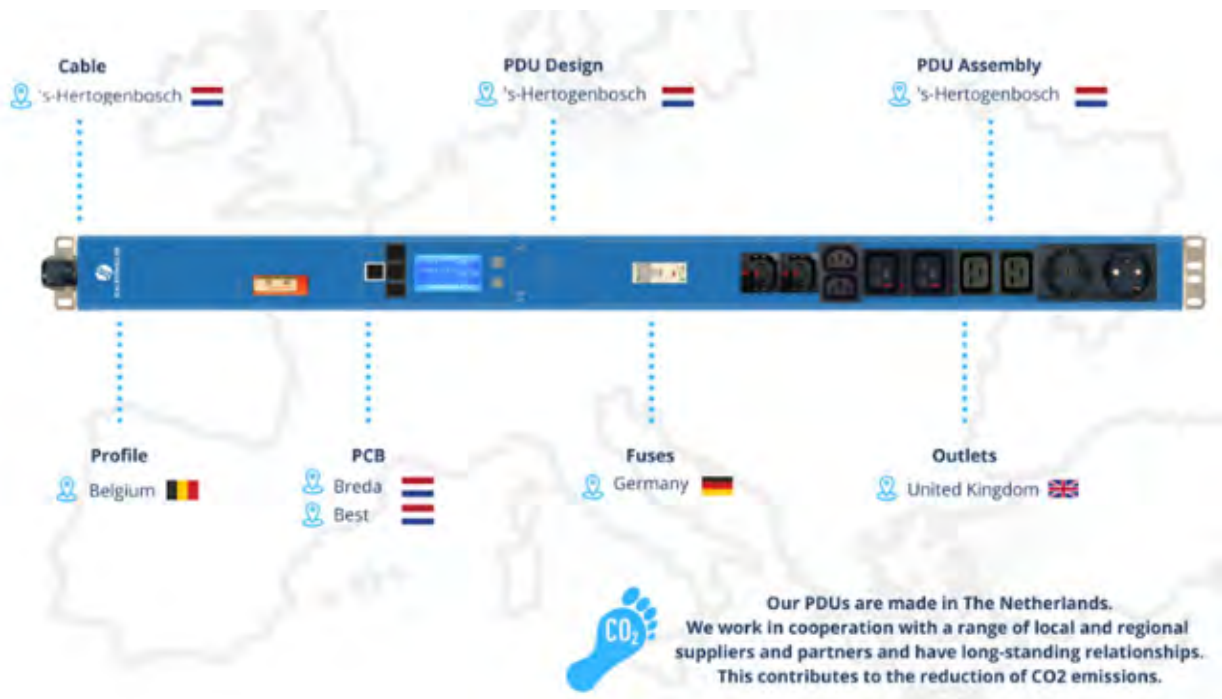 Cable
's-Hertogenbosch
PDU Design
's-Hertogenbosch
PDU Assembly
's-Hertogenbosch
Profile
Belgium
PCB
Breda
Best
Fuses
Germany
Outlets
United Kingdom
CO2
Our PDUs are made in The Netherlands.
We work in cooperation with a range of local and regional
suppliers and partners and have long-standing relationships.
This contributes to the reduction of CO2 emissions.